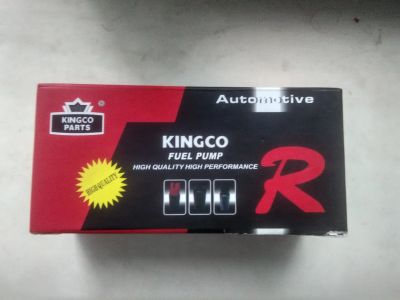 KINGCO
PARTS
Automotive
KINGCO
FUEL PUMP
HIGH QUALITY HIGH PERFORMANCE
HIGH QUALITY
R